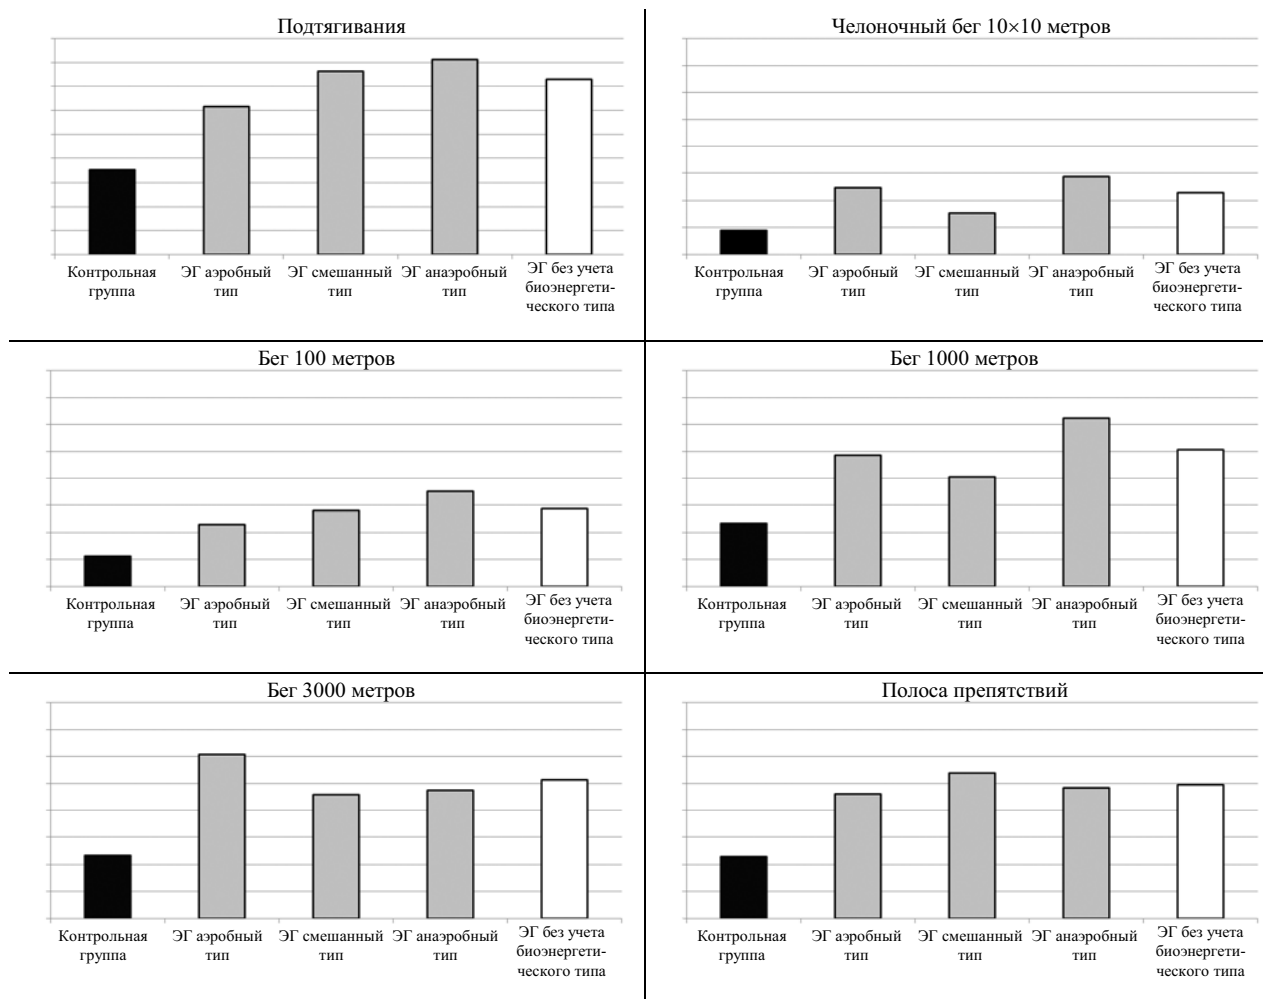 Подтягивания
Контрольная
группа
ЭГ аэробный
тип
ЭГ смешанный
тип
ЭГ анаэробный
тип
ЭГ без учета
биоэнергети-
ческого типа
Челоночный бег 10×10 метров
Контрольная
группа
ЭГ аэробный
тип
ЭГ смешанный
тип
ЭГ анаэробный
тип
ЭГ без учета
биоэнергети-
ческого типа
Бег 100 метров
Контрольная
группа
ЭГ аэробный
тип
ЭГ смешанный
тип
ЭГ анаэробный
тип
ЭГ без учета
биоэнергети-
ческого типа
Бег 1000 метров
Контрольная
группа
ЭГ аэробный
тип
ЭГ смешанный
тип
ЭГ анаэробный
тип
ЭГ без учета
биоэнергети-
ческого типа
Бег 3000 метров
Контрольная
группа
ЭГ аэробный
тип
ЭГ смешанный
тип
ЭГ анаэробный
тип
ЭГ без учета
биоэнергети-
ческого типа
Полоса препятствий
Контрольная
группа
ЭГ аэробный
тип
ЭГ смешанный
тип
ЭГ анаэробный
тип
ЭГ без учета
биоэнергети-
ческого типа